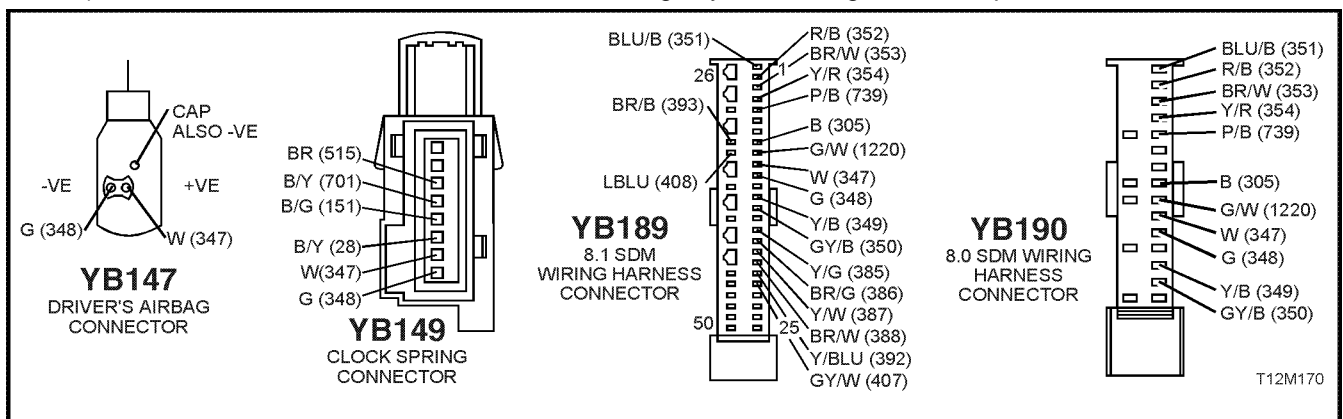 CAP
ALSO -VE
-VE
+VE
G (348)
W (347)
YB147
DRIVER'S AIRBAG
CONNECTOR
BR (515)
B/Y (701)
B/G (151)
B/Y (28)
W(347)
G (348)
YB149
CLOCK SPRING
CONNECTOR
BLU/B (351)
26
BR/B (393)
LBLU (408)
YB189
8.1 SDM
WIRING HARNESS
CONNECTOR
50
R/B (352)
BR/W (353)
1
Y/R (354)
P/B (739)
B (305)
G/W (1220)
W (347)
G (348)
Y/B (349)
GY/B (350)
Y/G (385)
BR/G (386)
Y/W (387)
25
BR/W (388)
Y/BLU (392)
GY/W (407)
YB190
8.0 SDM WIRING
HARNESS
CONNECTOR
BLU/B (351)
R/B (352)
BR/W (353)
Y/R (354)
P/B (739)
B (305)
G/W (1220)
W (347)
G (348)
Y/B (349)
GY/B (350)
T12M170